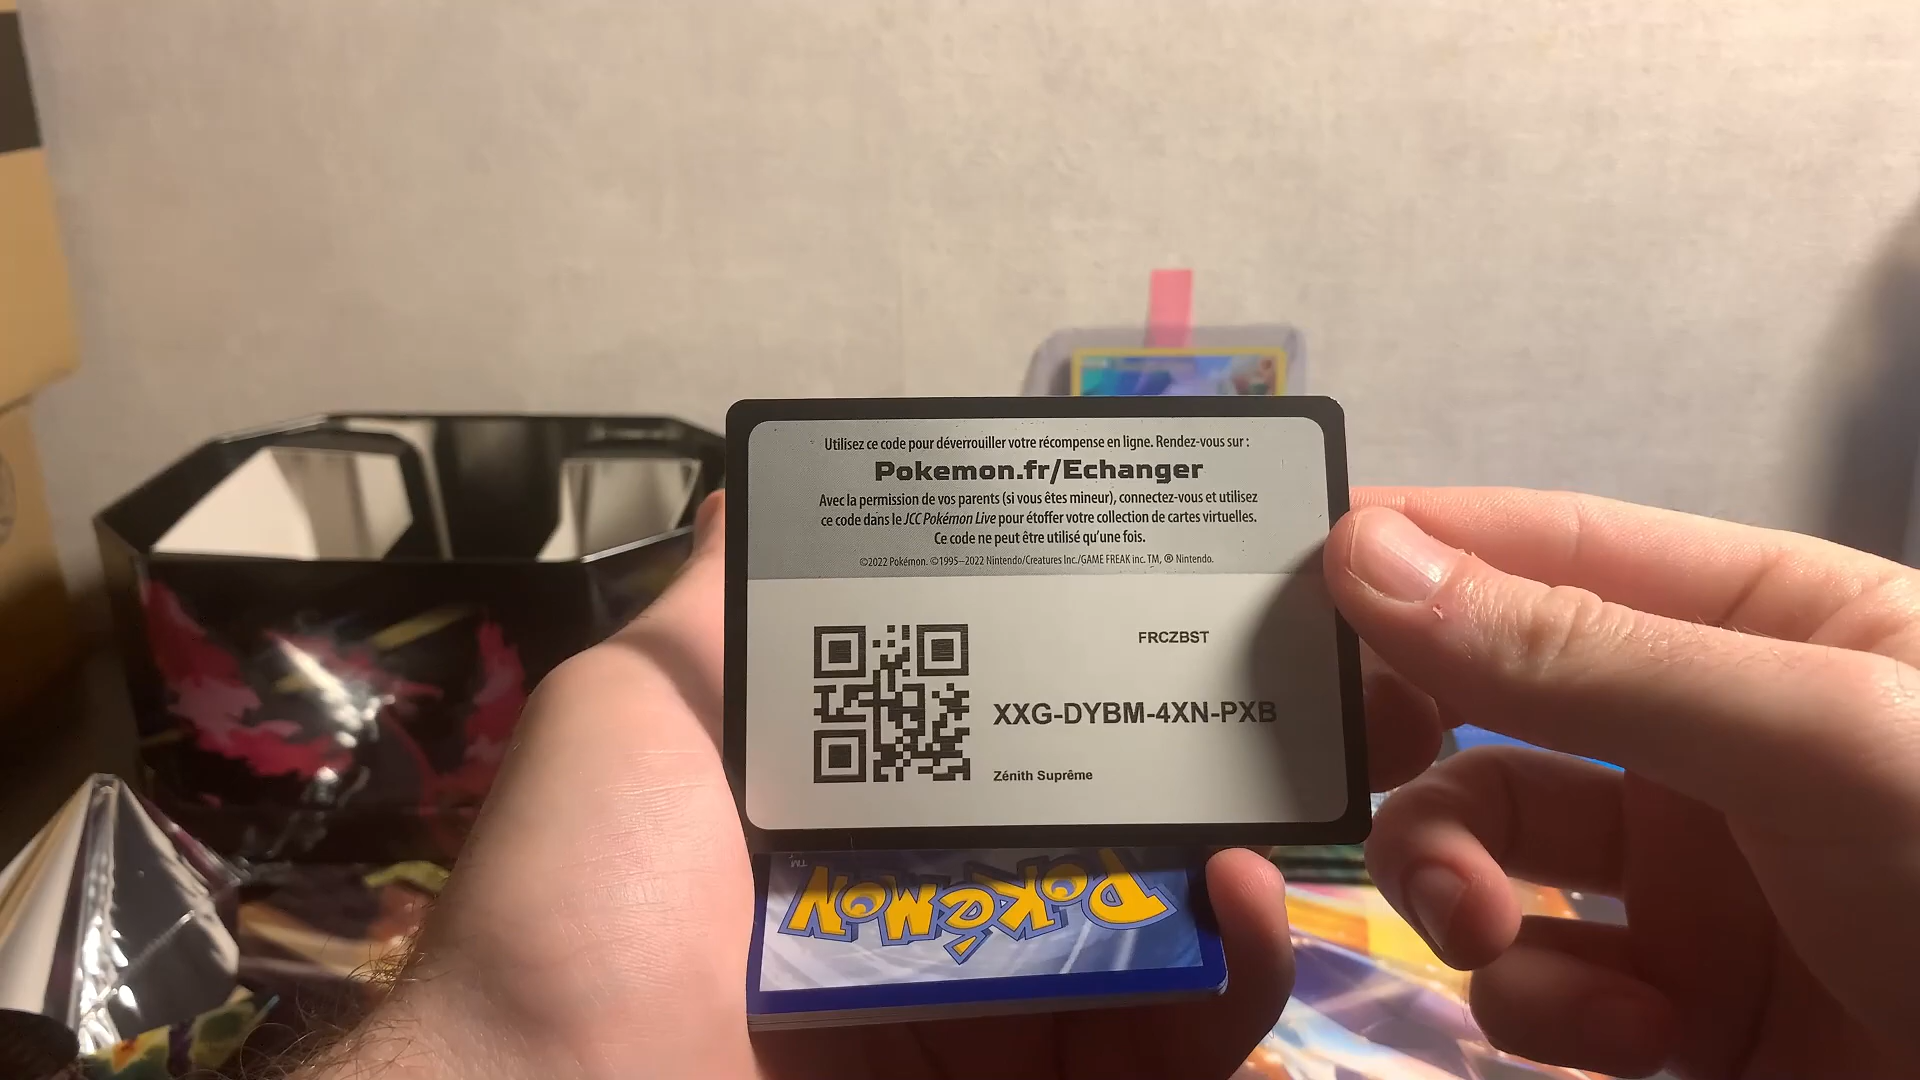 Utilisez ce code pour déverrouiller votre récompense en ligne. Rendez-vous sur :
Pokemon.fr/Echanger
Avec la permission de vos parents (si vous êtes mineur), connectez-vous et utilisez
ce code dans le JCC Pokémon Live pour étoffer votre collection de cartes virtuelles.
Ce code ne peut être utilisé qu'une fois.
©2022 Pokémon. ©1995–2022 Nintendo/Creatures Inc./GAME FREAK inc. TM, ® Nintendo.
FRCZBST
XXG-DYBM-4XN-PXB
Zénith Suprême
POKéMON
TM